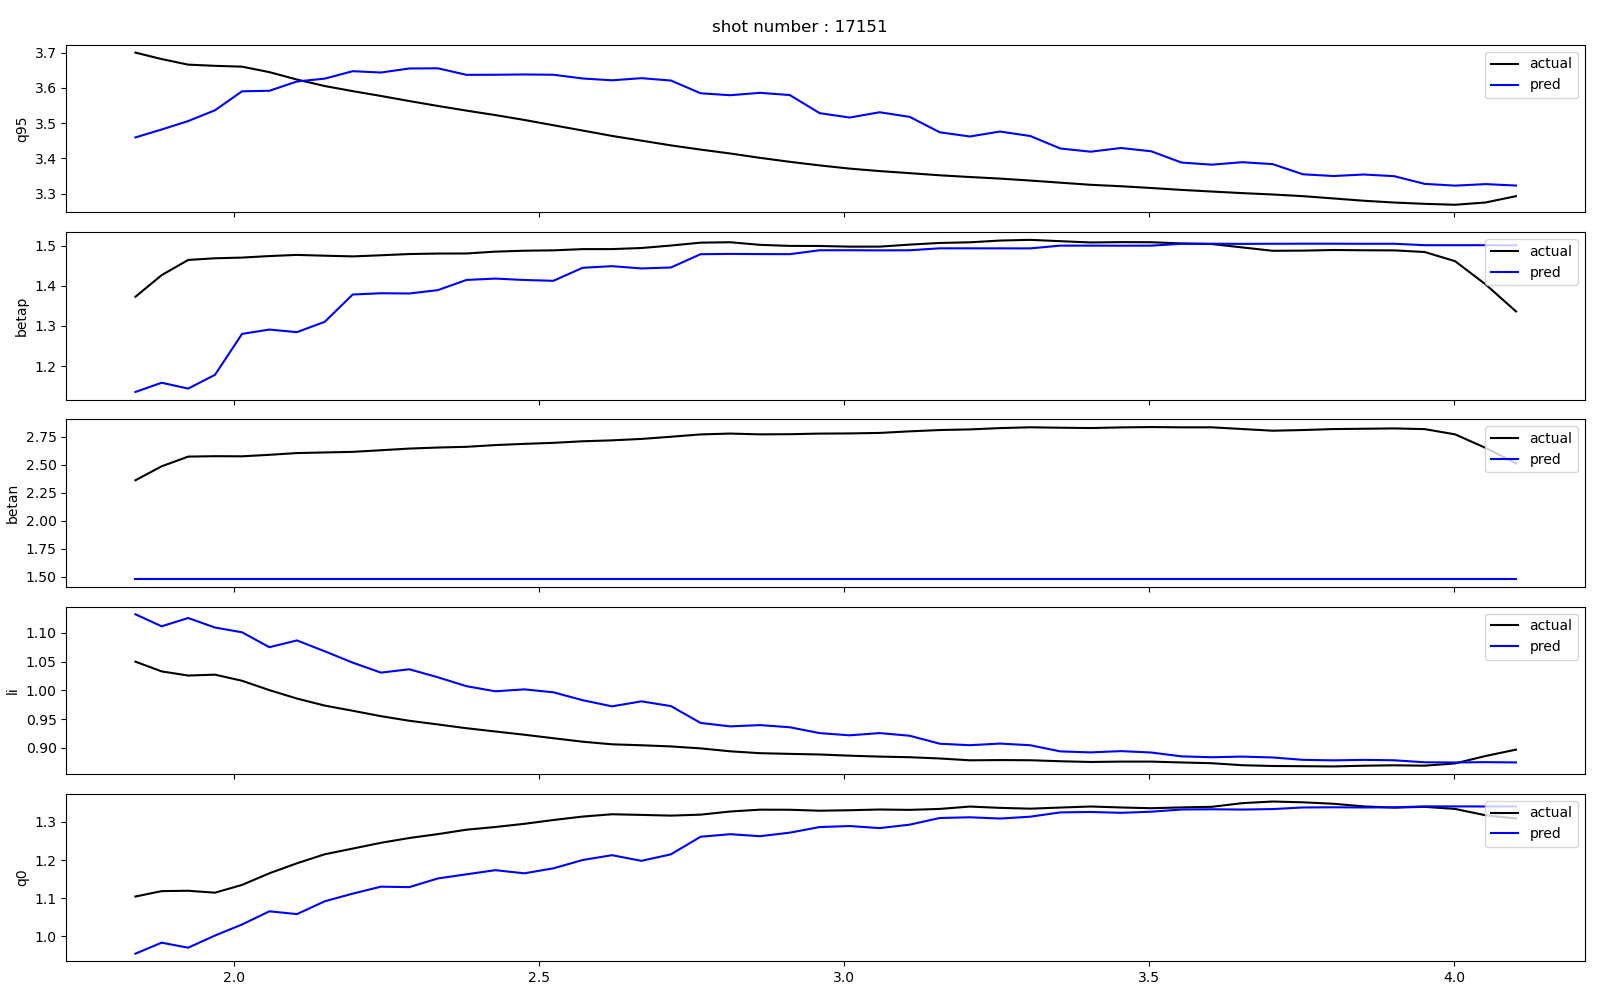 shot number : 17151
3.7
3.6
3.5
3.4
3.3
q95
actual
pred
1.5
1.4
1.3
1.2
betap
actual
pred
2.75
2.50
2.25
2.00
1.75
1.50
betan
actual
pred
1.10
1.05
1.00
0.95
0.90
li
actual
pred
1.3
1.2
1.1
1.0
q0
actual
pred
2.0 2.5 3.0 3.5 4.0